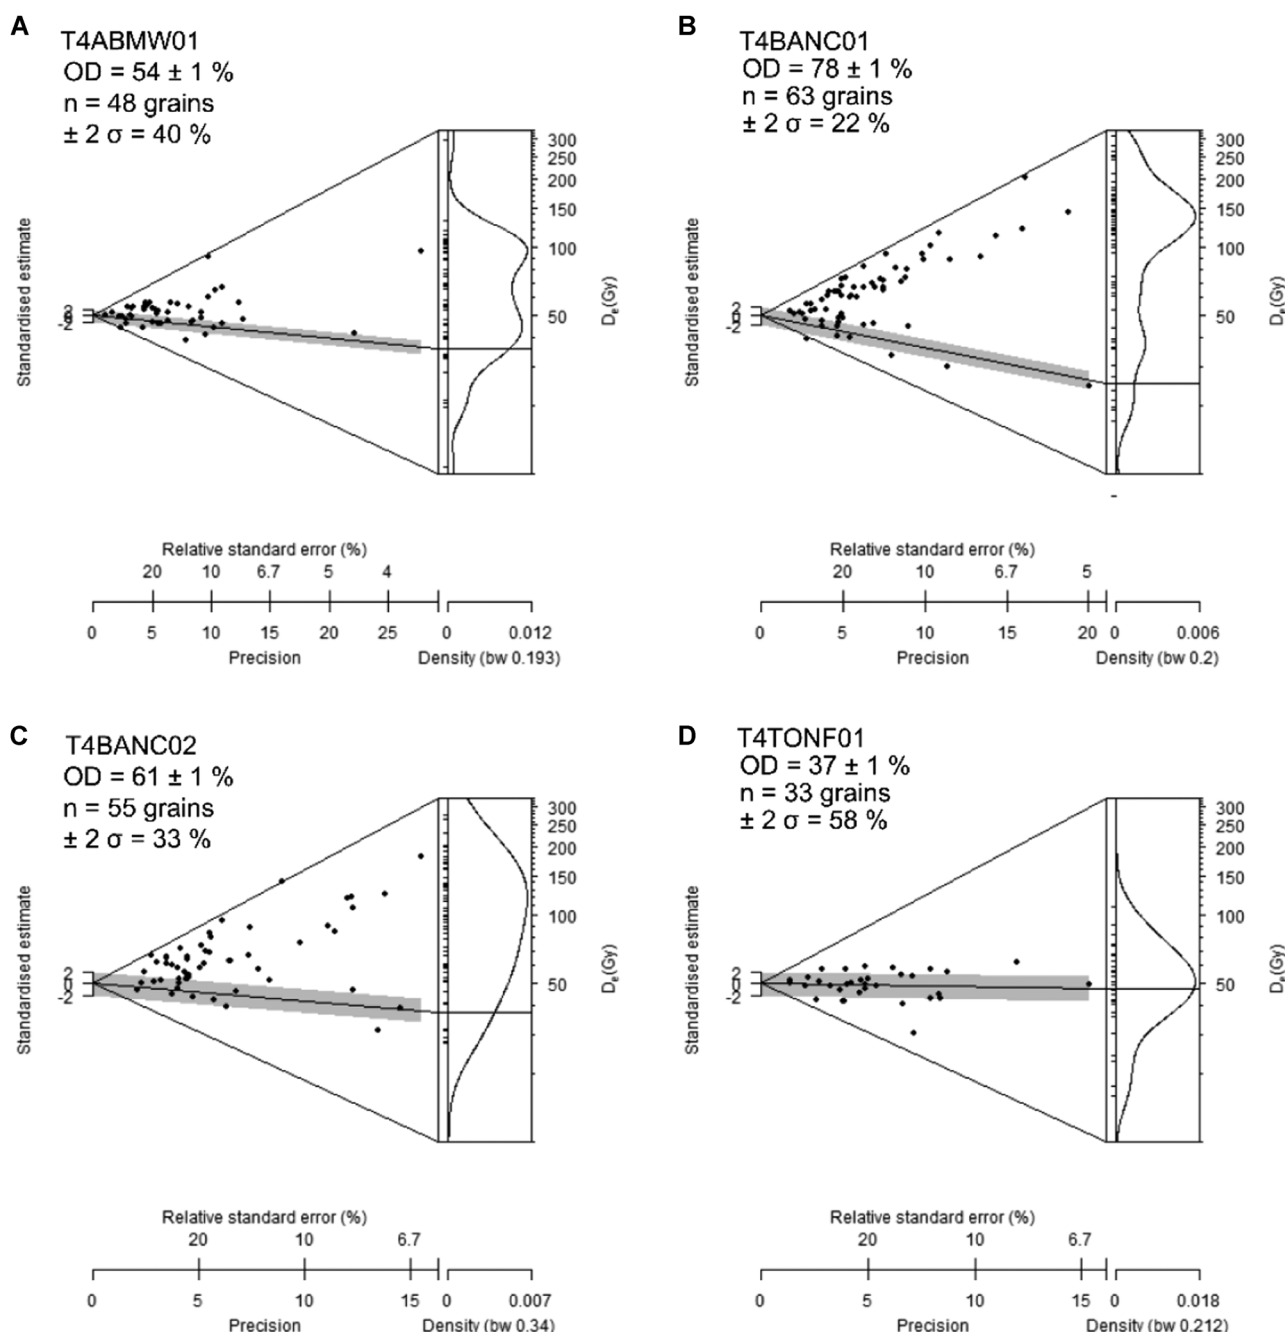 A
T4ABMW01
OD = 54 ± 1 %
n = 48 grains
± 2 σ = 40 %
300
250
200
150
100
50
Standardised estimate
2
0
-2
De(Gy)
Relative standard error (%)
20 10 6.7 5 4
0 5 10 15 20 25 0 0.012
Precision Density (bw 0.193)
B
T4BANC01
OD = 78 ± 1 %
n = 63 grains
± 2 σ = 22 %
300
250
200
150
100
50
Standardised estimate
2
0
-2
De(Gy)
-
Relative standard error (%)
20 10 6.7 5
0 5 10 15 20 0 0.006
Precision Density (bw 0.2)
C
T4BANC02
OD = 61 ± 1 %
n = 55 grains
± 2 σ = 33 %
300
250
200
150
100
50
Standardised estimate
2
0
-2
De(Gy)
Relative standard error (%)
20 10 6.7
0 5 10 15 0 0.007
Precision Density (bw 0.34)
D
T4TONF01
OD = 37 ± 1 %
n = 33 grains
± 2 σ = 58 %
300
250
200
150
100
50
Standardised estimate
2
0
-2
De(Gy)
Relative standard error (%)
20 10 6.7
0 5 10 15 0 0.018
Precision Density (bw 0.212)